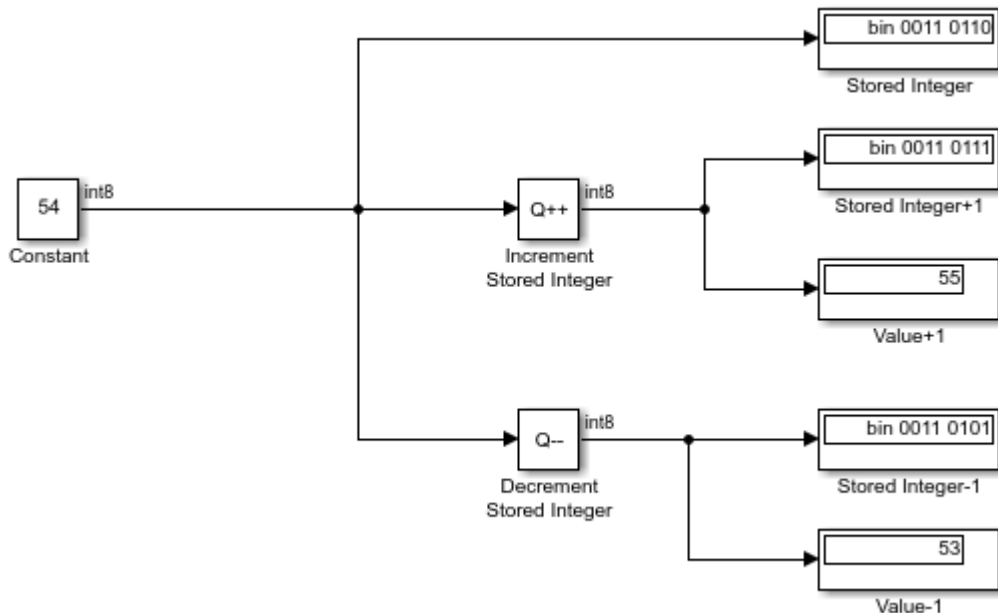 bin 0011 0110
Stored Integer
bin 0011 0111
Stored Integer+1
54
int8
Constant
Q++
int8
Increment
Stored Integer
55
Value+1
Q--
int8
Decrement
Stored Integer
bin 0011 0101
Stored Integer-1
53
Value-1